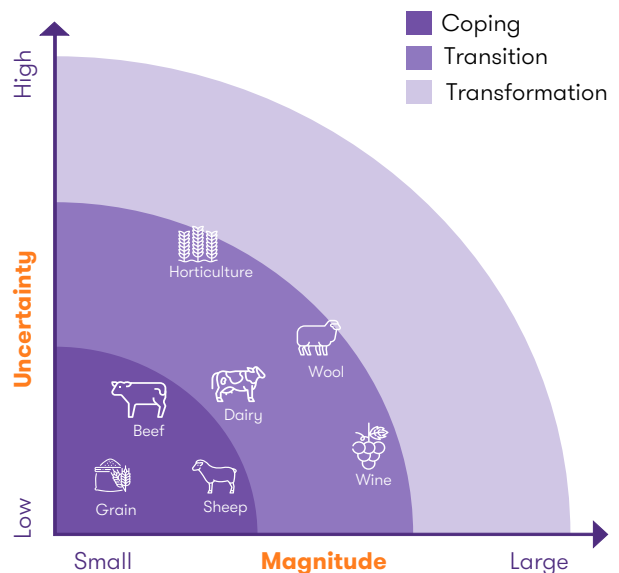 Coping
Transition
Transformation
High
Uncertainty
Low
Horticulture
Wool
Dairy
Beef
Wine
Sheep
Grain
Small
Magnitude
Large